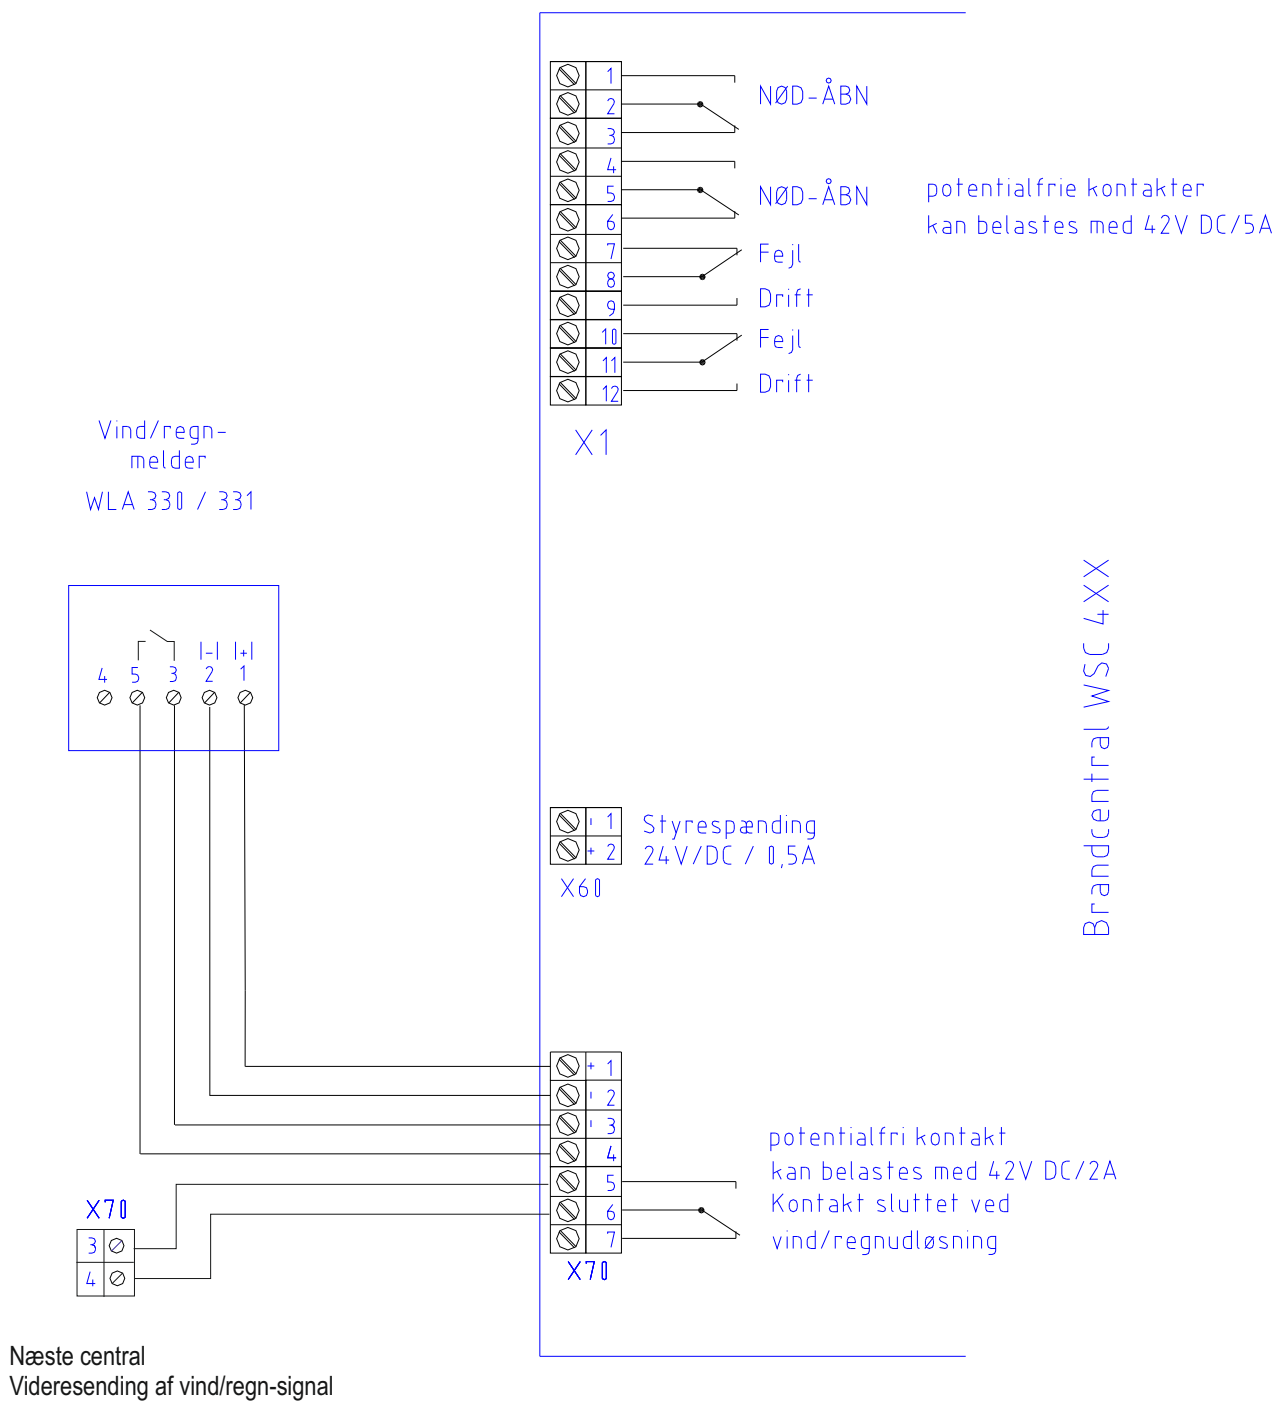 1
2
3
4
5
6
7
8
9
10
11
12
X1
NØD-ÅBN
NØD-ÅBN
Fejl
Drift
Fejl
Drift
potentialfrie kontakter
kan belastes med 42V DC/5A
Vind/regn-
melder
WLA 330 / 331
|-| |+|
4 5 3 2 1
Brandcentral WSC 4XX
- 1
+ 2
X60
Styrespænding
24V/DC / 0,5A
+ 1
- 2
- 3
4
5
6
7
X70
potentialfri kontakt
kan belastes med 42V DC/2A
Kontakt sluttet ved
vind/regnudløsning
X70
3
4
Næste central
Videresending af vind/regn-signal